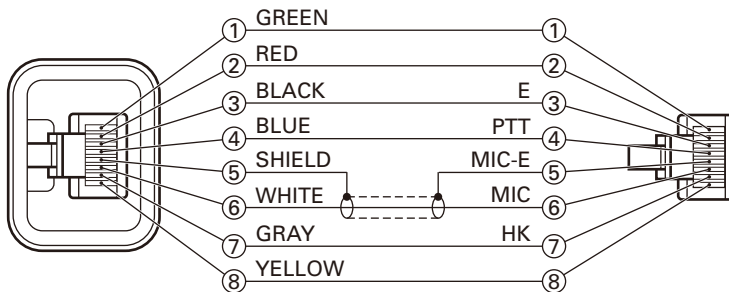 ① GREEN ①
② RED ②
③ BLACK E ③
④ BLUE PTT ④
⑤ SHIELD MIC-E ⑤
⑥ WHITE MIC ⑥
⑦ GRAY HK ⑦
⑧ YELLOW ⑧